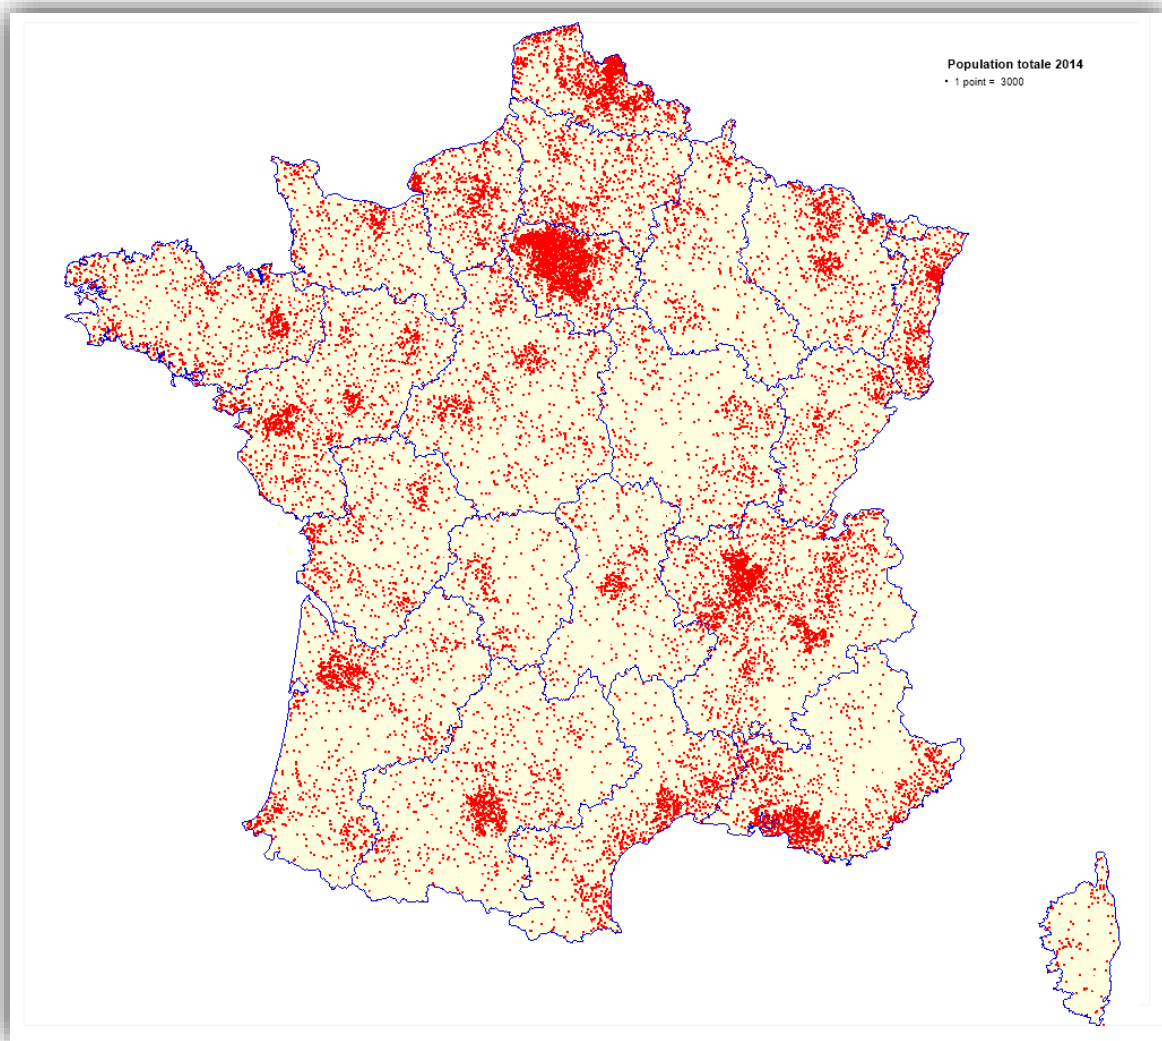 Population totale 2014
• 1 point = 3000